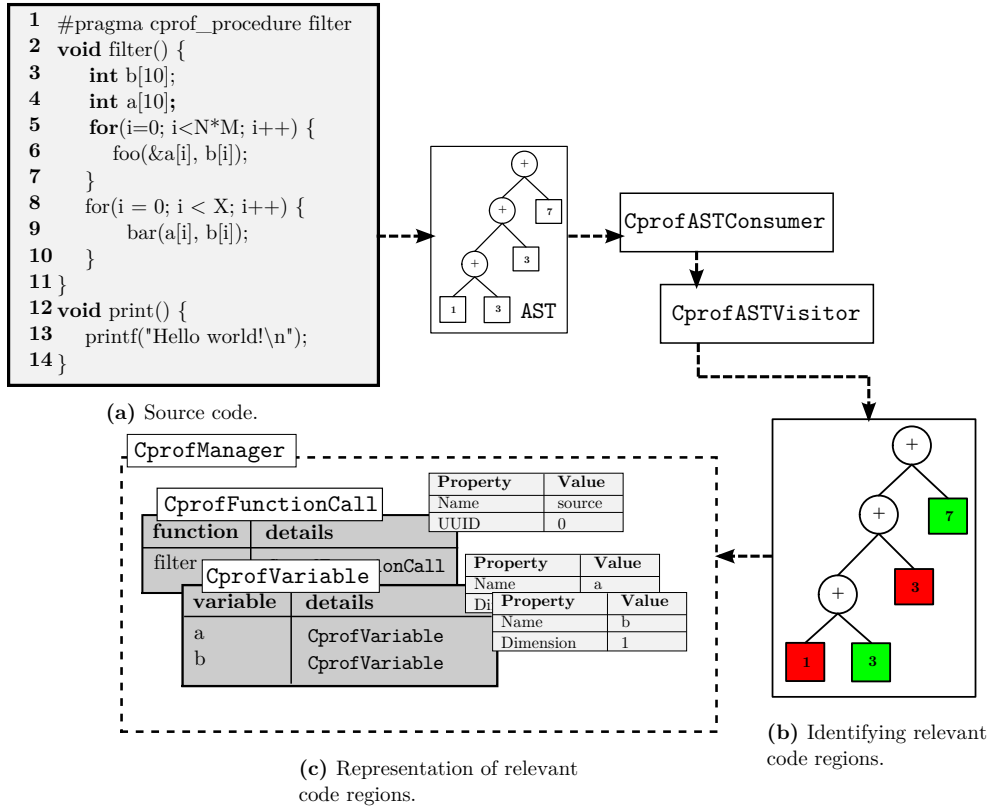 1 #pragma cprof_procedure filter
2 void filter() {
3 int b[10];
4 int a[10];
5 for(i=0; i<N*M; i++) {
6 foo(&a[i], b[i]);
7 }
8 for(i = 0; i < X; i++) {
9 bar(a[i], b[i]);
10 }
11 }
12 void print() {
13 printf("Hello world!\n");
14 }
(a) Source code.
+
+
7
+
3
1
3
AST
CprofASTConsumer
CprofASTVisitor
+
+
7
+
3
1
3
(b) Identifying relevant
code regions.
CprofManager
CprofFunctionCall
function details
filter onCall
Property Value
Name source
UUID 0
CprofVariable
variable details
a CprofVariable
b CprofVariable
Property Value
Name a
Property Value
Name b
Dimension 1
(c) Representation of relevant
code regions.